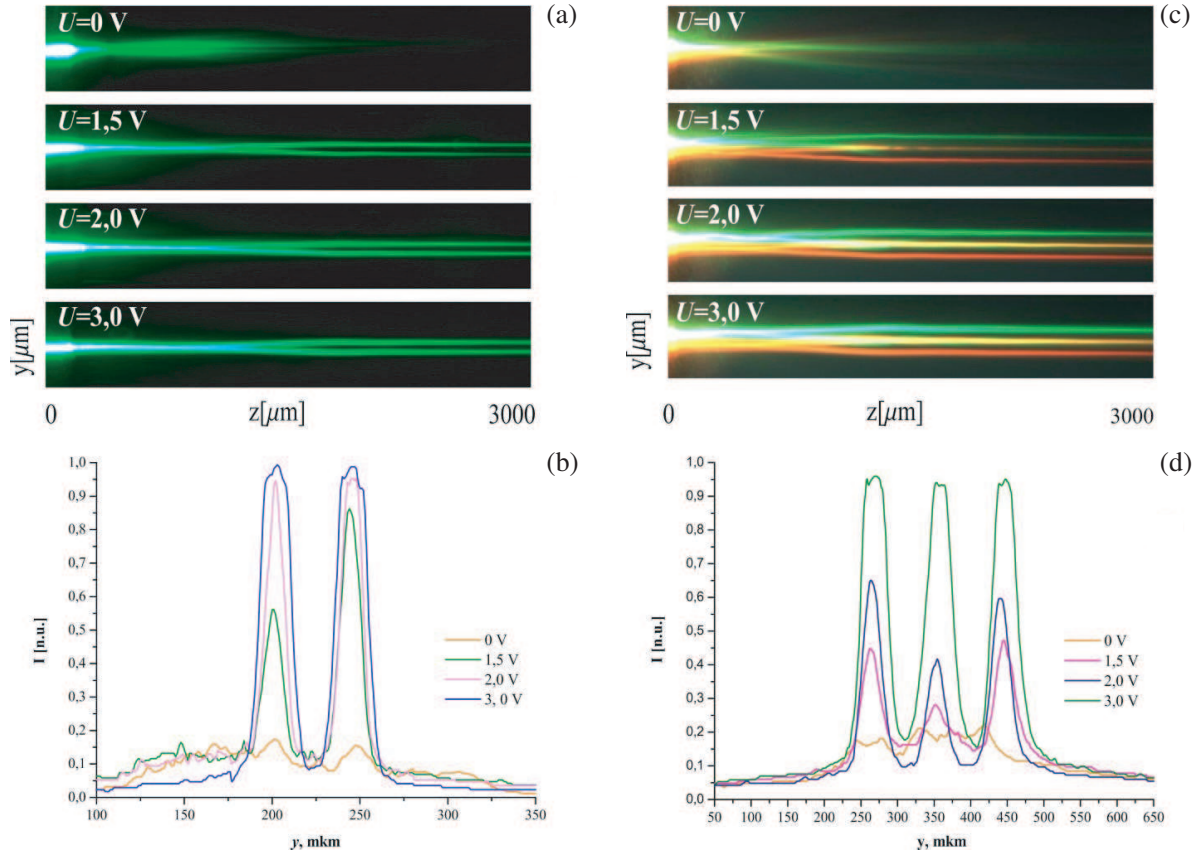 (a)
U=0 V
U=1,5 V
U=2,0 V
U=3,0 V
y[μm]
0 z[μm] 3000
(c)
U=0 V
U=1,5 V
U=2,0 V
U=3,0 V
y[μm]
0 z[μm] 3000
(b)
1,0
0,9
0,8
0,7
0,6
0,5
0,4
0,3
0,2
0,1
0,0
I [n.u.]
0 V
1,5 V
2,0 V
3, 0 V
100 150 200 250 300 350
y, mkm
(d)
1,0
0,9
0,8
0,7
0,6
0,5
0,4
0,3
0,2
0,1
0,0
I [n.u.]
0 V
1,5 V
2,0 V
3,0 V
50 100 150 200 250 300 350 400 450 500 550 600 650
y, mkm